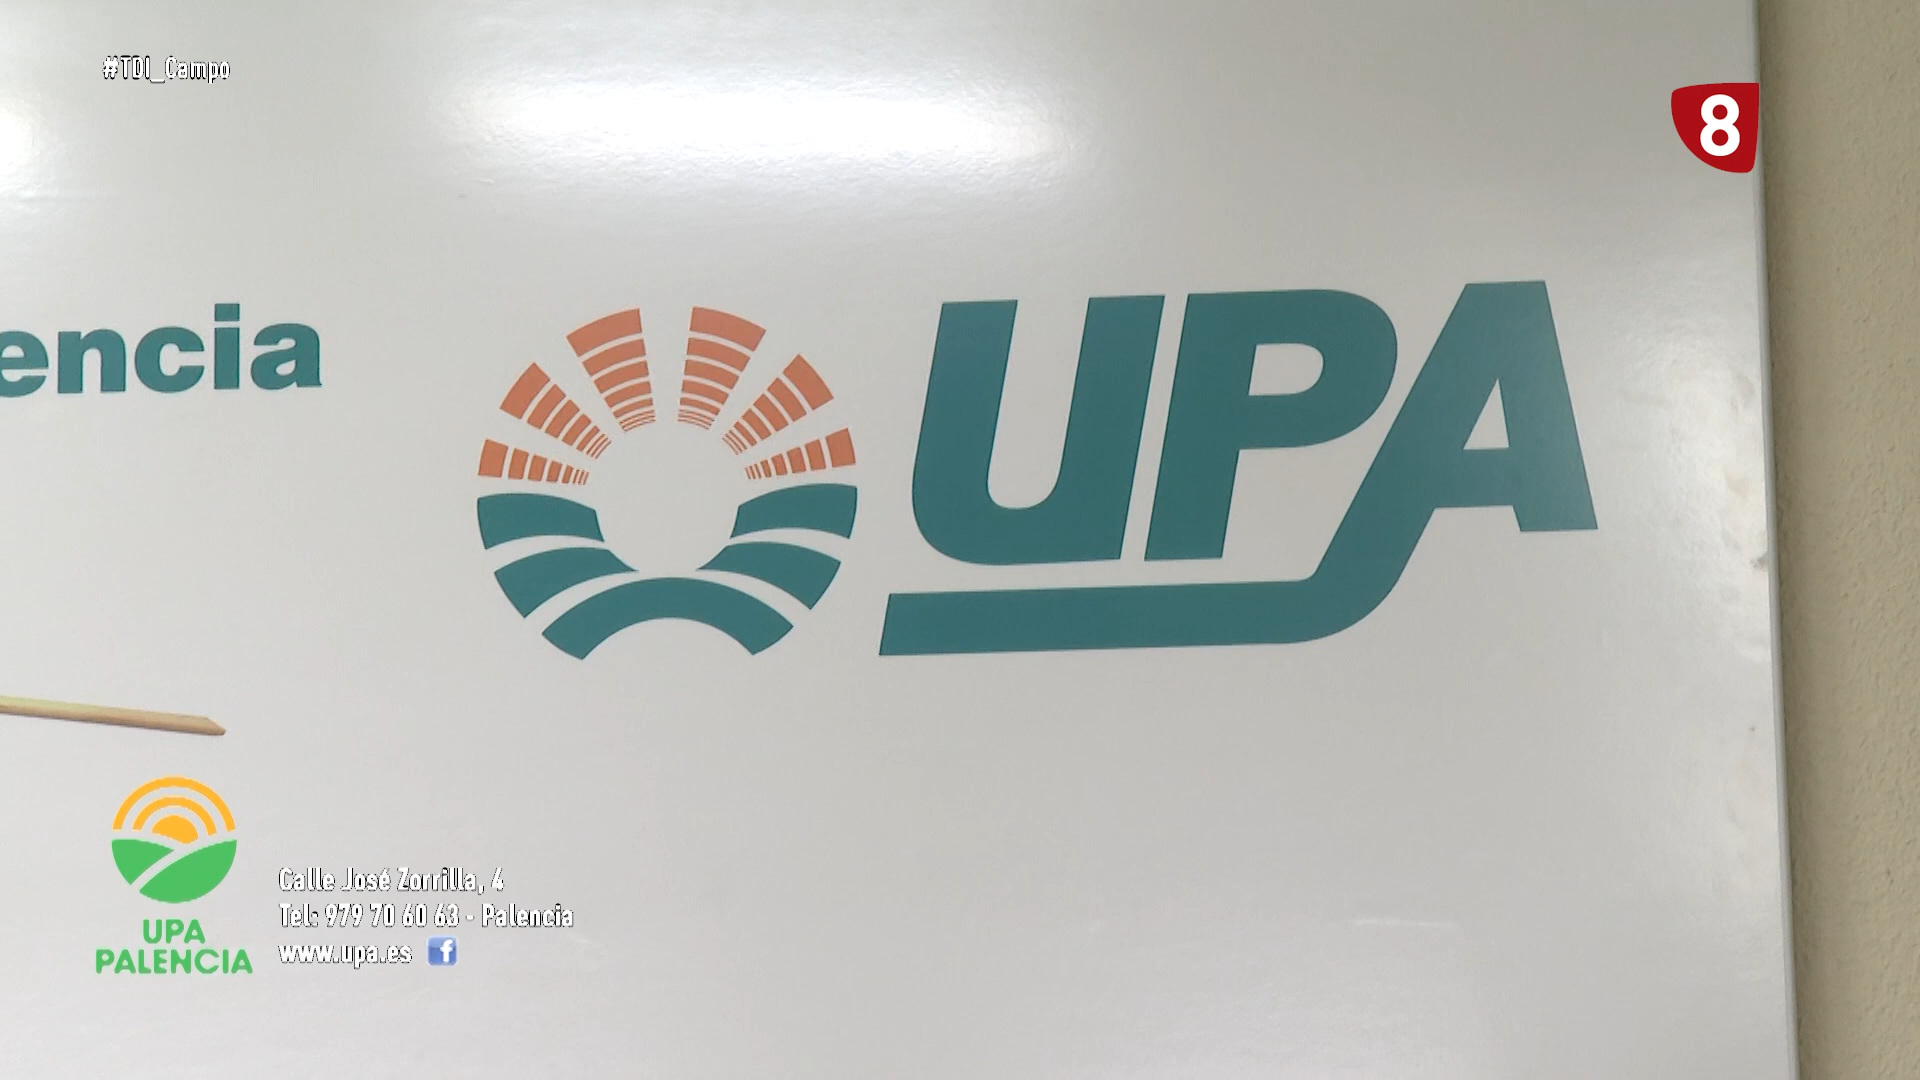 #TDI_Campo
8
encia
UPA
UPA
PALENCIA
Calle José Zorrilla, 4
Tel: 979 70 60 63 - Palencia
www.upa.es f